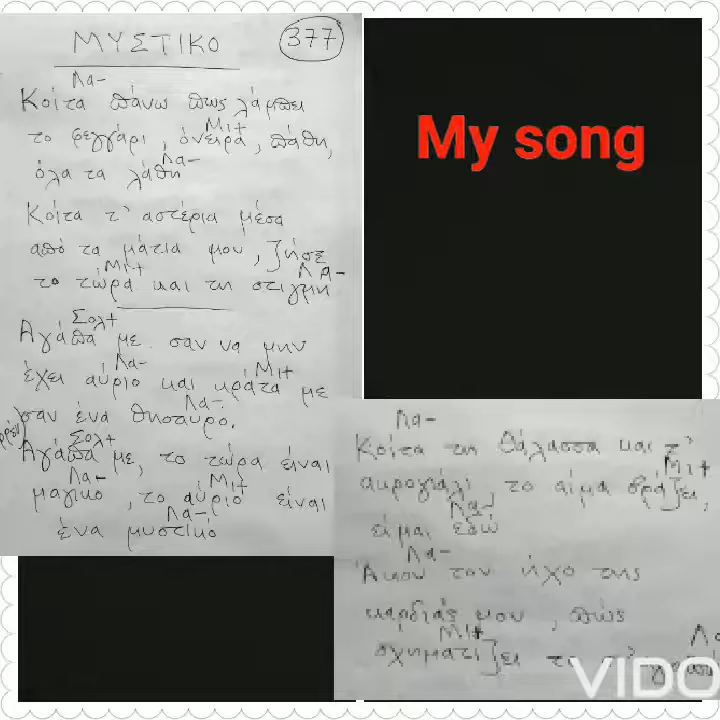 ΜΥΣΤΙΚΟ
377
Λα-
Κοίτα πάνω πως λάμπει
το φεγγάρι, όνειρα, πάθη,
Μι+
Λα-
όλα τα λάθη
Κοίτα τ' αστέρια μέσα
από τα μάτια μου, ζήσε
Μι+ Λα-
το τώρα και τη στιγμή
Σολ+
Αγάπα με σαν να μην
Λα- Μι+
έχει αύριο και κράτα με
Λα-
σαν ένα θησαυρό.
Σολ+
Αγάπα με, το τώρα είναι
Λα- Μι+
μαγικό, το αύριο είναι
Λα-
ένα μυστικό
My song
Λα-
Κοίτα τη θάλασσα και τ'
Μι+
ακρογιάλι, το αίμα βράζει,
Λα-
είμαι εδώ
Λα-
Άκου τον ήχο της
καρδιάς μου, πώς
Μι+
σχηματίζει το
VIDO